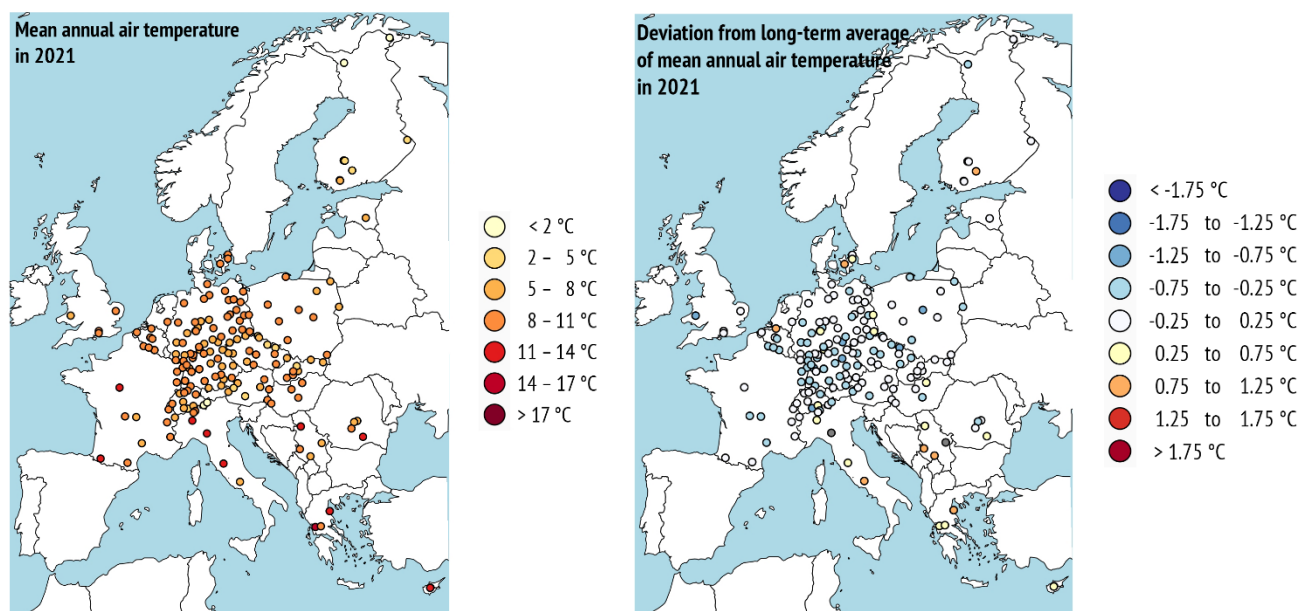 Mean annual air temperature
in 2021
< 2 °C
2 – 5 °C
5 – 8 °C
8 – 11 °C
11 – 14 °C
14 – 17 °C
> 17 °C
Deviation from long-term average
of mean annual air temperature
in 2021
< -1.75 °C
-1.75 to -1.25 °C
-1.25 to -0.75 °C
-0.75 to -0.25 °C
-0.25 to 0.25 °C
0.25 to 0.75 °C
0.75 to 1.25 °C
1.25 to 1.75 °C
> 1.75 °C